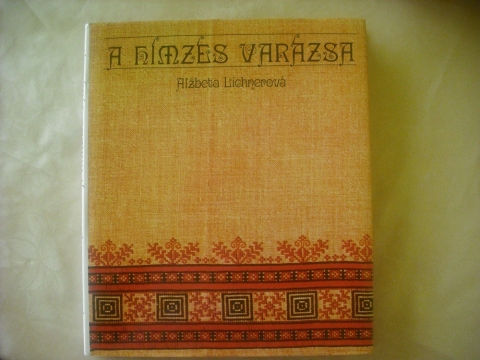 A HÍMZÉS VARÁZSA
Alžbeta Lichnerová